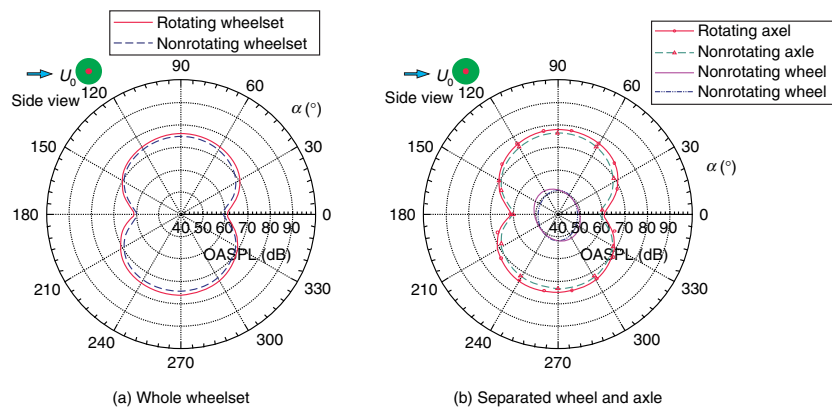 Rotating wheelset
Nonrotating wheelset
U0
Side view
α (°)
90
60
30
0
330
300
270
240
210
180
150
120
40 50 60 70 80 90
OASPL (dB)
(a) Whole wheelset
Rotating axel
Nonrotating axle
Nonrotating wheel
Nonrotating wheel
U0
Side view
α (°)
90
60
30
0
330
300
270
240
210
180
150
120
40 50 60 70 80 90
OASPL (dB)
(b) Separated wheel and axle